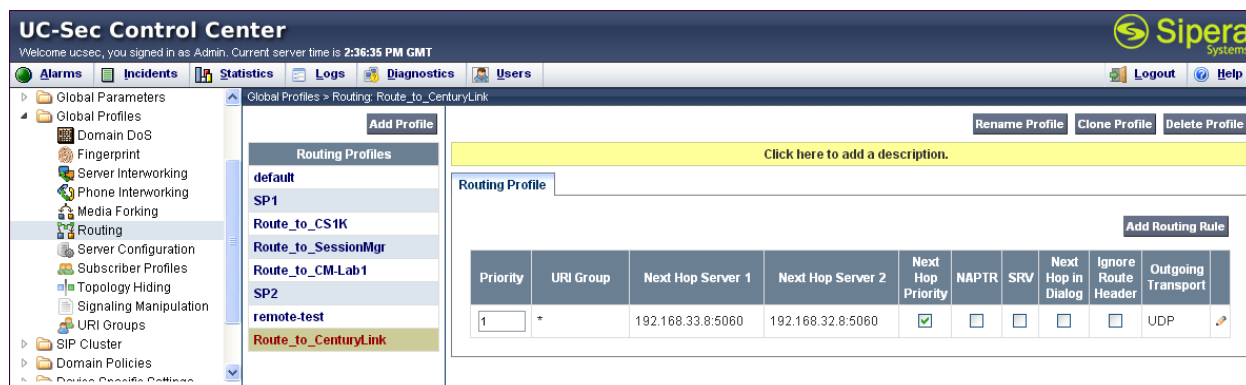 UC-Sec Control Center
Welcome ucsec, you signed in as Admin. Current server time is 2:36:35 PM GMT
Sipera
Systems
Alarms Incidents Statistics Logs Diagnostics Users Logout Help
Global Parameters
Global Profiles
Domain DoS
Fingerprint
Server Interworking
Phone Interworking
Media Forking
Routing
Server Configuration
Subscriber Profiles
Topology Hiding
Signaling Manipulation
URI Groups
SIP Cluster
Domain Policies
Global Profiles > Routing: Route_to_CenturyLink
Add Profile
Routing Profiles
default
SP1
Route_to_CS1K
Route_to_SessionMgr
Route_to_CM-Lab1
SP2
remote-test
Route_to_CenturyLink
Rename Profile Clone Profile Delete Profile
Click here to add a description.
Routing Profile
Add Routing Rule
Priority URI Group Next Hop Server 1 Next Hop Server 2 Next Hop Priority NAPTR SRV Next Hop in Dialog Ignore Route Header Outgoing Transport
1 * 192.168.33.8:5060 192.168.32.8:5060 UDP